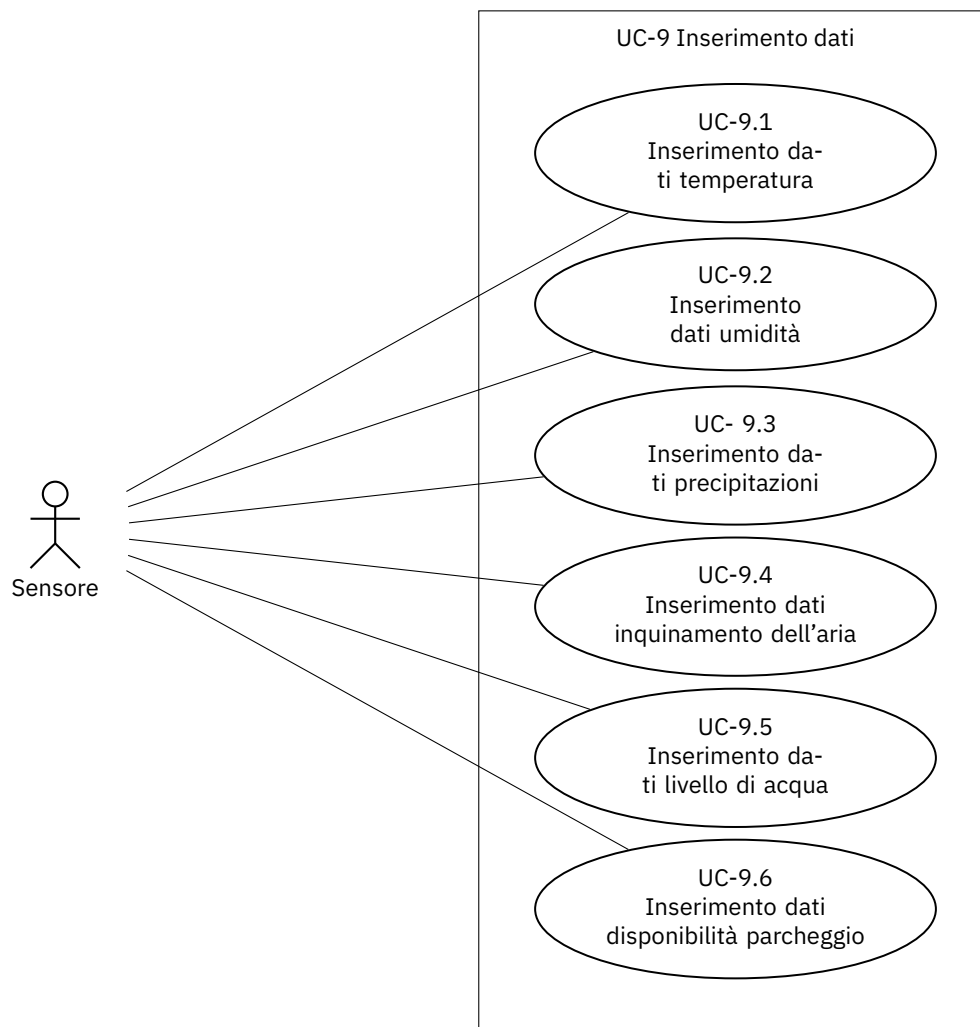 UC-9 Inserimento dati
UC-9.1
Inserimento da-
ti temperatura
UC-9.2
Inserimento
dati umidità
UC- 9.3
Inserimento da-
ti precipitazioni
Sensore
UC-9.4
Inserimento dati
inquinamento dell’aria
UC-9.5
Inserimento da-
ti livello di acqua
UC-9.6
Inserimento dati
disponibilità parcheggio